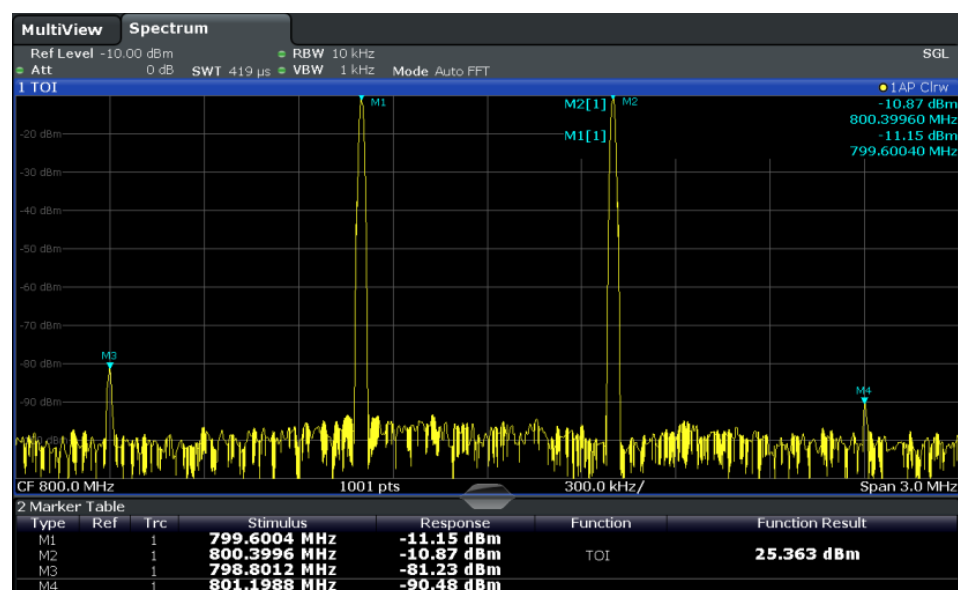 MultiView Spectrum
Ref Level -10.00 dBm RBW 10 kHz SGL
Att 0 dB SWT 419 µs VBW 1 kHz Mode Auto FFT
1 TOI 1AP Clrw
M1 M2[1] M2 -10.87 dBm
800.39960 MHz
-20 dBm M1[1] -11.15 dBm
799.60040 MHz
-30 dBm
-40 dBm
-50 dBm
-60 dBm
-70 dBm
M3
-80 dBm
M4
-90 dBm
CF 800.0 MHz 1001 pts 300.0 kHz/ Span 3.0 MHz
2 Marker Table
Type Ref Trc Stimulus Response Function Function Result
M1 1 799.6004 MHz -11.15 dBm
M2 1 800.3996 MHz -10.87 dBm TOI 25.363 dBm
M3 1 798.8012 MHz -81.23 dBm
M4 1 801.1988 MHz -90.48 dBm